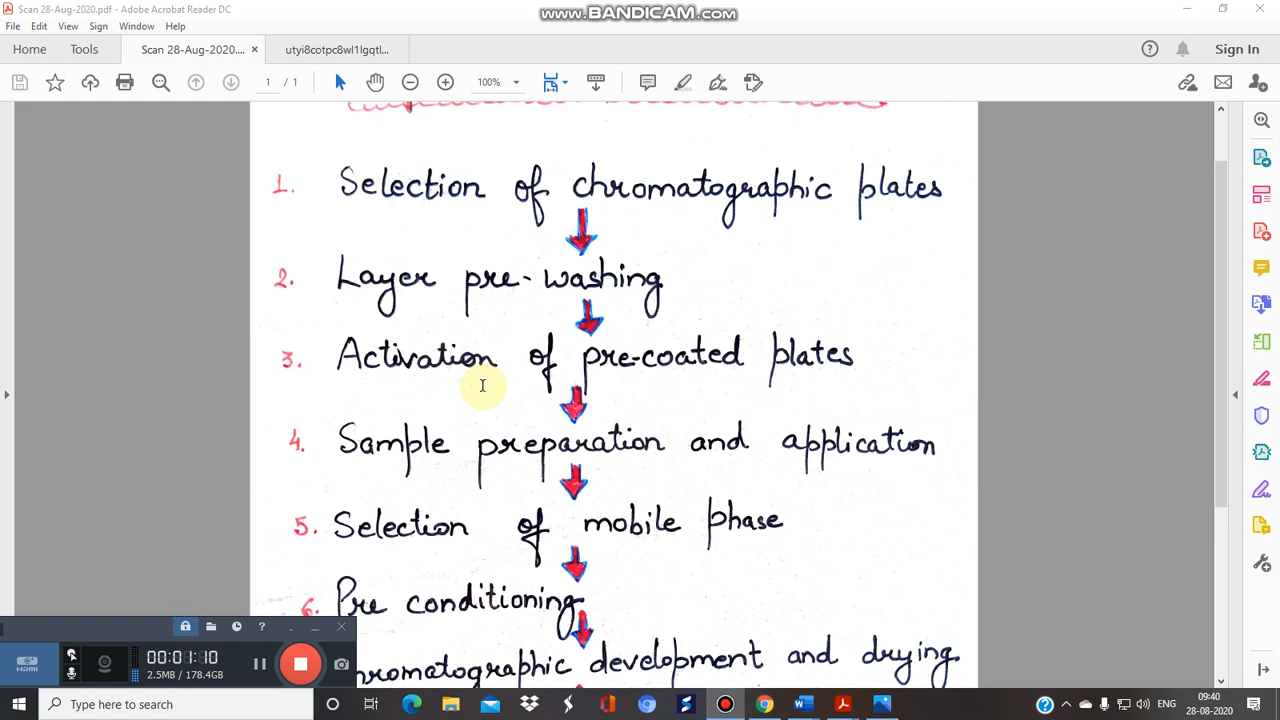 Scan 28-Aug-2020.pdf - Adobe Acrobat Reader DC
www.BANDICAM.com
File Edit View Sign Window Help
Home Tools Scan 28-Aug-2020.... × utyi8cotpc8wl1lgqtl... Sign In
1 / 1 100%
1. Selection of chromatographic plates
2. Layer pre-washing
3. Activation of pre-coated plates
4. Sample preparation and application
5. Selection of mobile phase
6. Pre conditioning
hromatographic development and drying.
00:01:10
2.5MB / 178.4GB
HDMI
Type here to search
ENG
09:40
28-08-2020